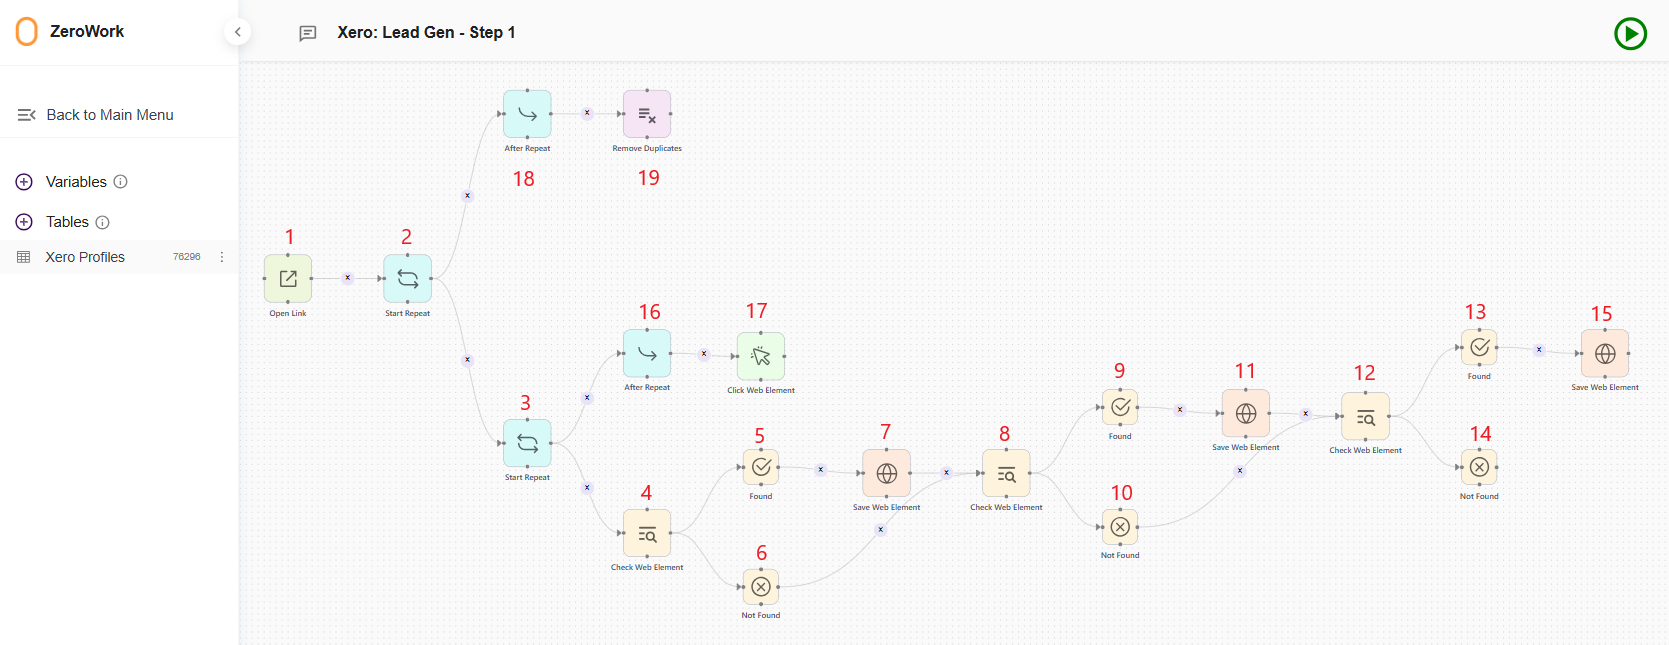 ZeroWork
Xero: Lead Gen - Step 1
Back to Main Menu
Variables
Tables
Xero Profiles 76296
After Repeat
Remove Duplicates
18
19
1
2
Open Link
Start Repeat
16
17
After Repeat
Click Web Element
3
Start Repeat
4
Check Web Element
5
Found
6
Not Found
7
Save Web Element
8
Check Web Element
9
Found
10
Not Found
11
Save Web Element
12
Check Web Element
13
Found
14
Not Found
15
Save Web Element